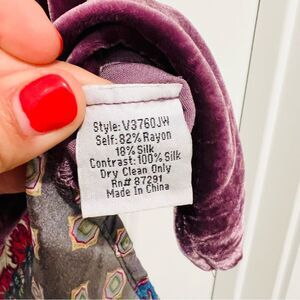 Style: V3760JW
Self: 82% Rayon
18% Silk
Contrast: 100% Silk
Dry Clean Only
Rn# 87291
Made In China